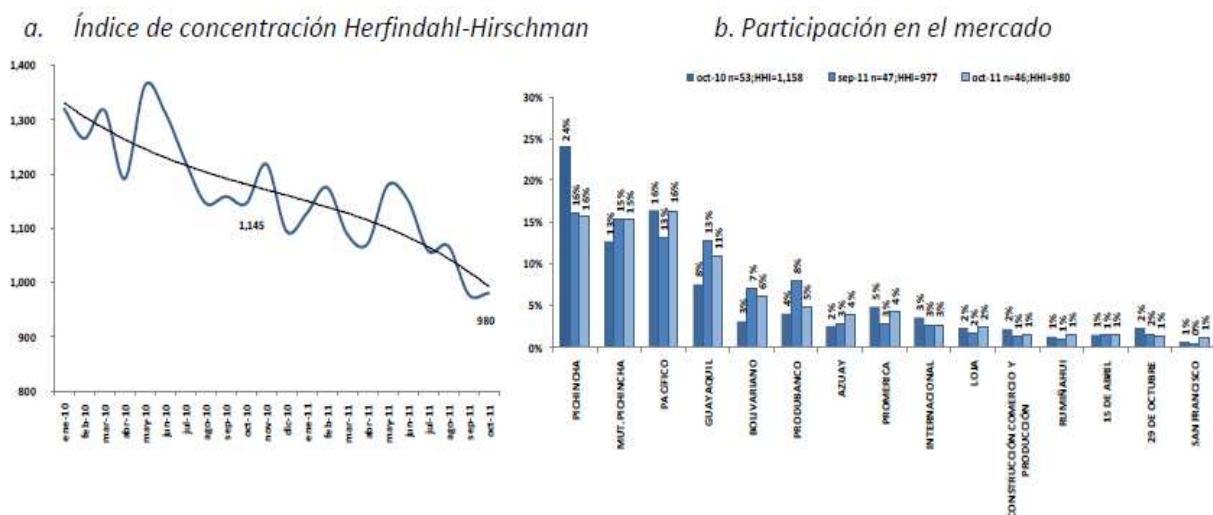 a. Índice de concentración Herfindahl-Hirschman
1,400
1,300
1,200
1,100
1,000
900
800
1,145
980
ene-10
feb-10
mar-10
abr-10
may-10
jun-10
jul-10
ago-10
sep-10
oct-10
nov-10
dic-10
ene-11
feb-11
mar-11
abr-11
may-11
jun-11
jul-11
ago-11
sep-11
oct-11
b. Participación en el mercado
oct-10 n=53;HHI=1,158 sep-11 n=47;HHI=977 oct-11 n=46;HHI=980
30%
25%
20%
15%
10%
5%
0%
24% 16% 16%
13% 15% 15%
16% 13% 16%
8% 13% 11%
3% 7% 6%
4% 8% 5%
2% 3% 4%
5% 3% 4%
3% 3% 3%
2% 2% 2%
2% 1% 1%
1% 1% 1%
1% 1% 1%
2% 2% 1%
1% 0% 1%
PICHINCHA
MUT. PICHINCHA
PACIFICO
GUAYAQUIL
BOLIVARIANO
PRODUBANCO
AZUAY
PROMERICA
INTERNACIONAL
LOJA
CONSTRUCCIÓN COMERCIO Y
PRODUCCIÓN
RUMIÑAHUI
15 DE ABRIL
29 DE OCTUBRE
SAN FRANCISCO